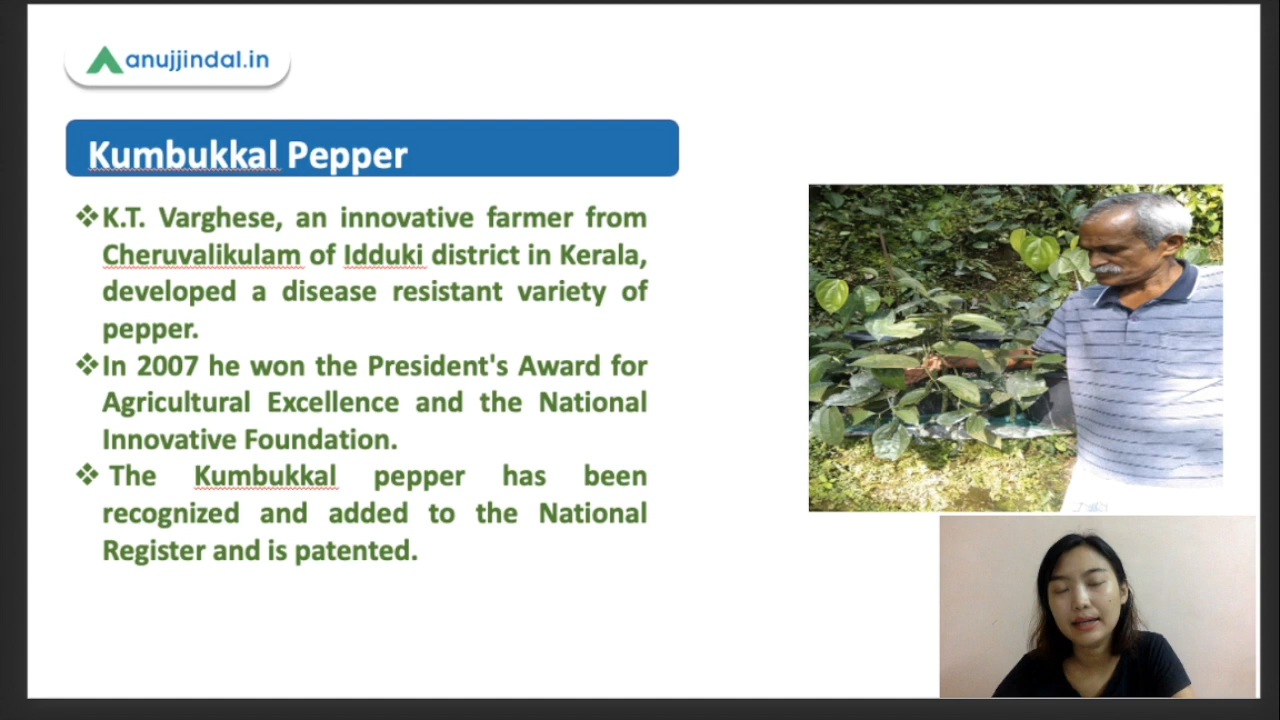 anujjindal.in
Kumbukkal Pepper
❖K.T. Varghese, an innovative farmer from
Cheruvalikulam of Idduki district in Kerala,
developed a disease resistant variety of
pepper.
❖In 2007 he won the President's Award for
Agricultural Excellence and the National
Innovative Foundation.
❖ The Kumbukkal pepper has been
recognized and added to the National
Register and is patented.